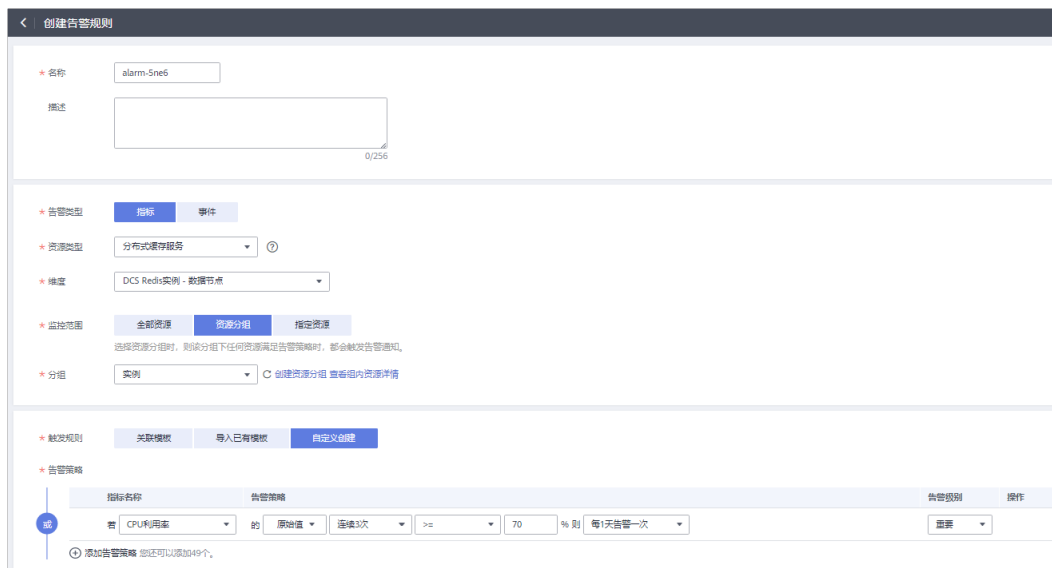 创建告警规则
* 名称 alarm-5ne6
描述
0/256
* 告警类型 指标 事件
* 资源类型 分布式缓存服务
* 维度 DCS Redis实例 - 数据节点
* 监控范围 全部资源 资源分组 指定资源
选择资源分组时，则该分组下任何资源满足告警策略时，都会触发告警通知。
* 分组 实例 创建资源分组 查看组内资源详情
* 触发规则 关联模板 导入已有模板 自定义创建
* 告警策略
指标名称 告警策略 告警级别 操作
或 若 CPU利用率 的 原始值 连续3次 >= 70 % 则 每1天告警一次 重要
添加告警策略 您还可以添加49个。